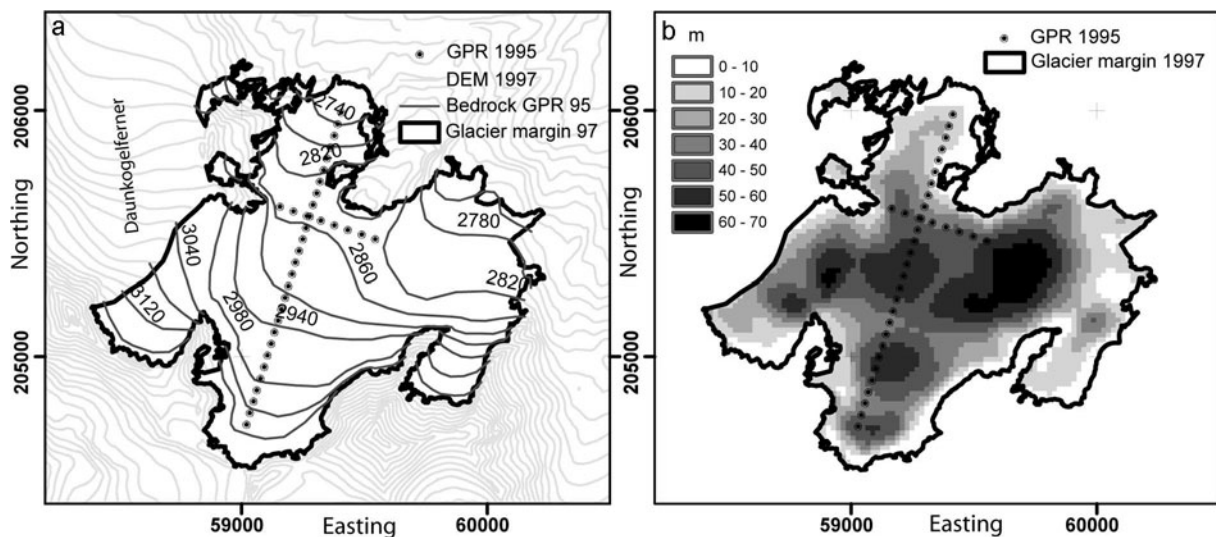 a
GPR 1995
DEM 1997
Bedrock GPR 95
Glacier margin 97
Daunkogelferner
2740
2820
2780
3040
2860
2820
3120
2980
2940
206000
Northing
205000
59000
Easting
60000
b
m
0 - 10
10 - 20
20 - 30
30 - 40
40 - 50
50 - 60
60 - 70
GPR 1995
Glacier margin 1997
206000
Northing
205000
59000
Easting
60000